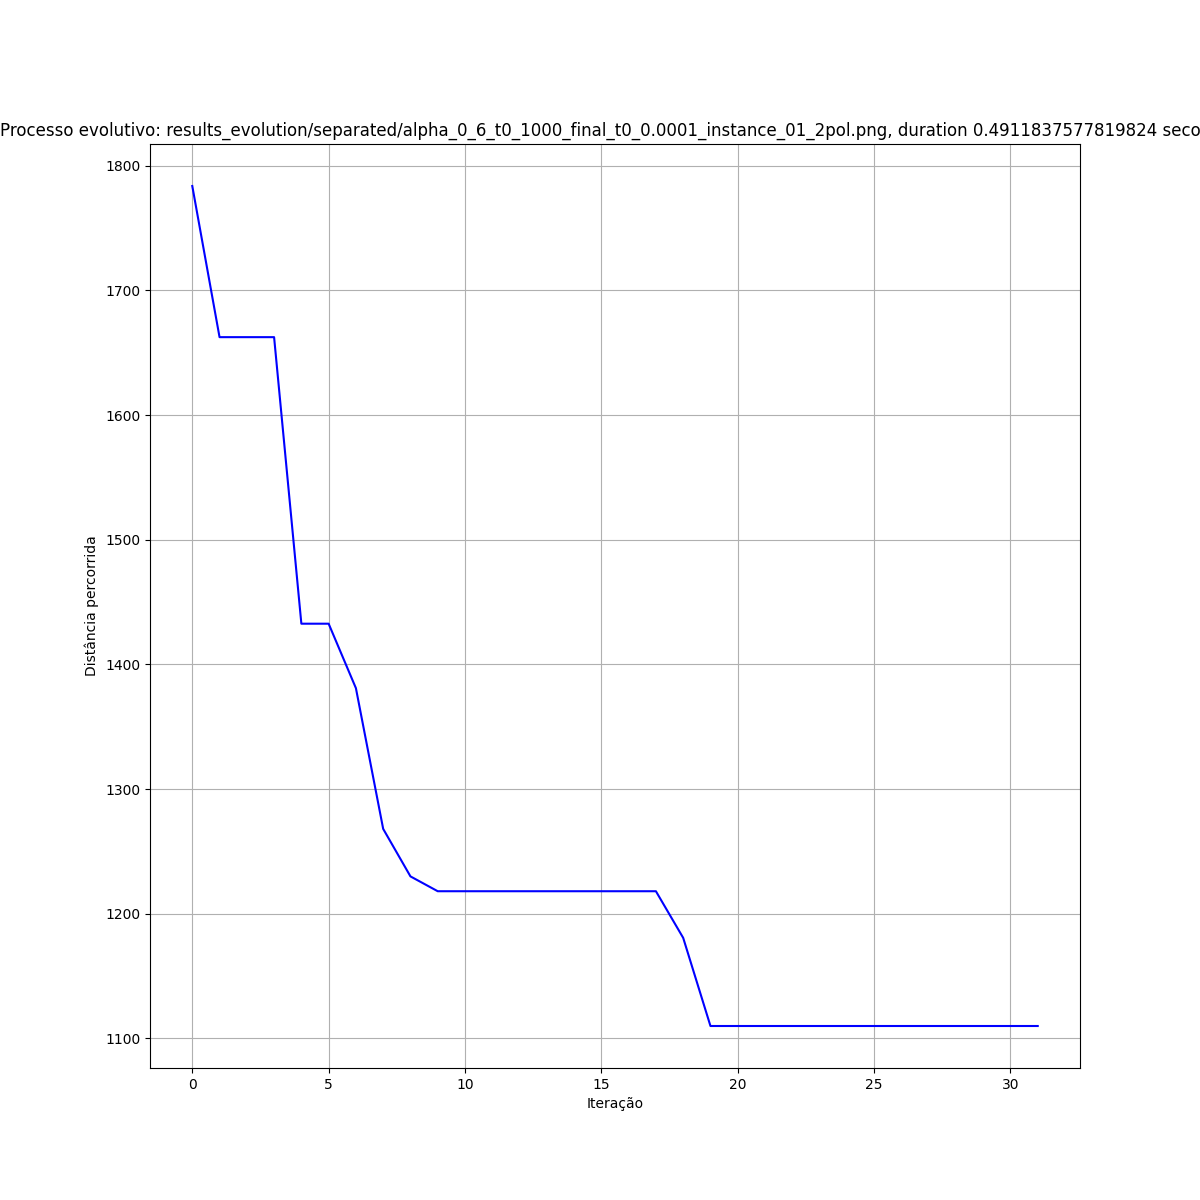 Processo evolutivo: results_evolution/separated/alpha_0_6_t0_1000_final_t0_0.0001_instance_01_2pol.png, duration 0.4911837577819824 seco
1800
1700
1600
1500
1400
1300
1200
1100
Distância percorrida
0 5 10 15 20 25 30
Iteração